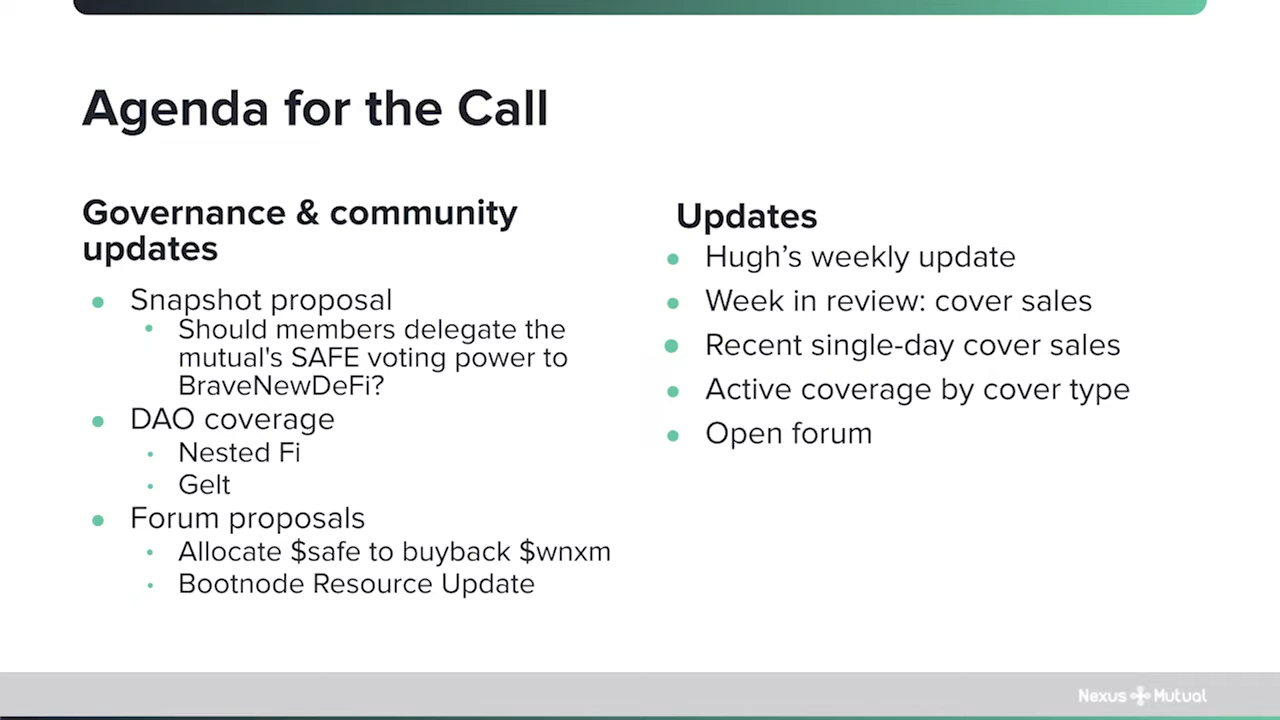 Agenda for the Call
Governance & community
updates
Snapshot proposal
Should members delegate the
mutual's SAFE voting power to
BraveNewDeFi?
DAO coverage
Nested Fi
Gelt
Forum proposals
Allocate $safe to buyback $wnxm
Bootnode Resource Update
Updates
Hugh’s weekly update
Week in review: cover sales
Recent single-day cover sales
Active coverage by cover type
Open forum
Nexus Mutual